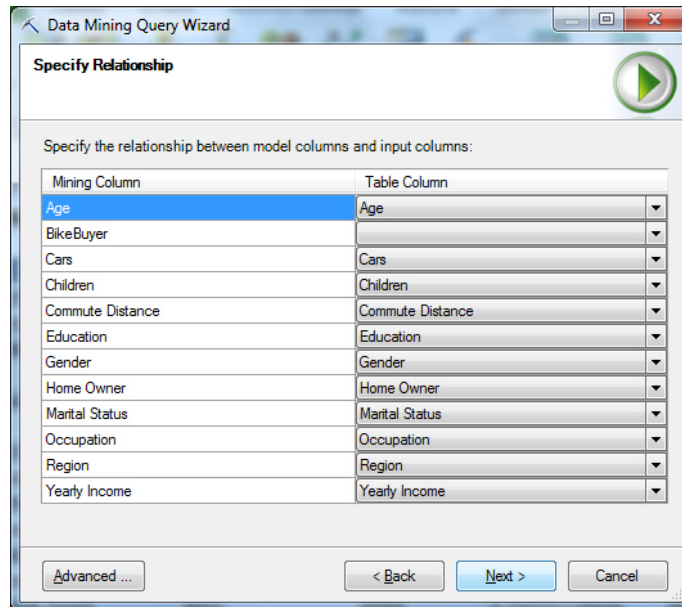 Data Mining Query Wizard
Specify Relationship
Specify the relationship between model columns and input columns:
Mining Column Table Column
Age Age
BikeBuyer
Cars Cars
Children Children
Commute Distance Commute Distance
Education Education
Gender Gender
Home Owner Home Owner
Marital Status Marital Status
Occupation Occupation
Region Region
Yearly Income Yearly Income
Advanced ... < Back Next > Cancel